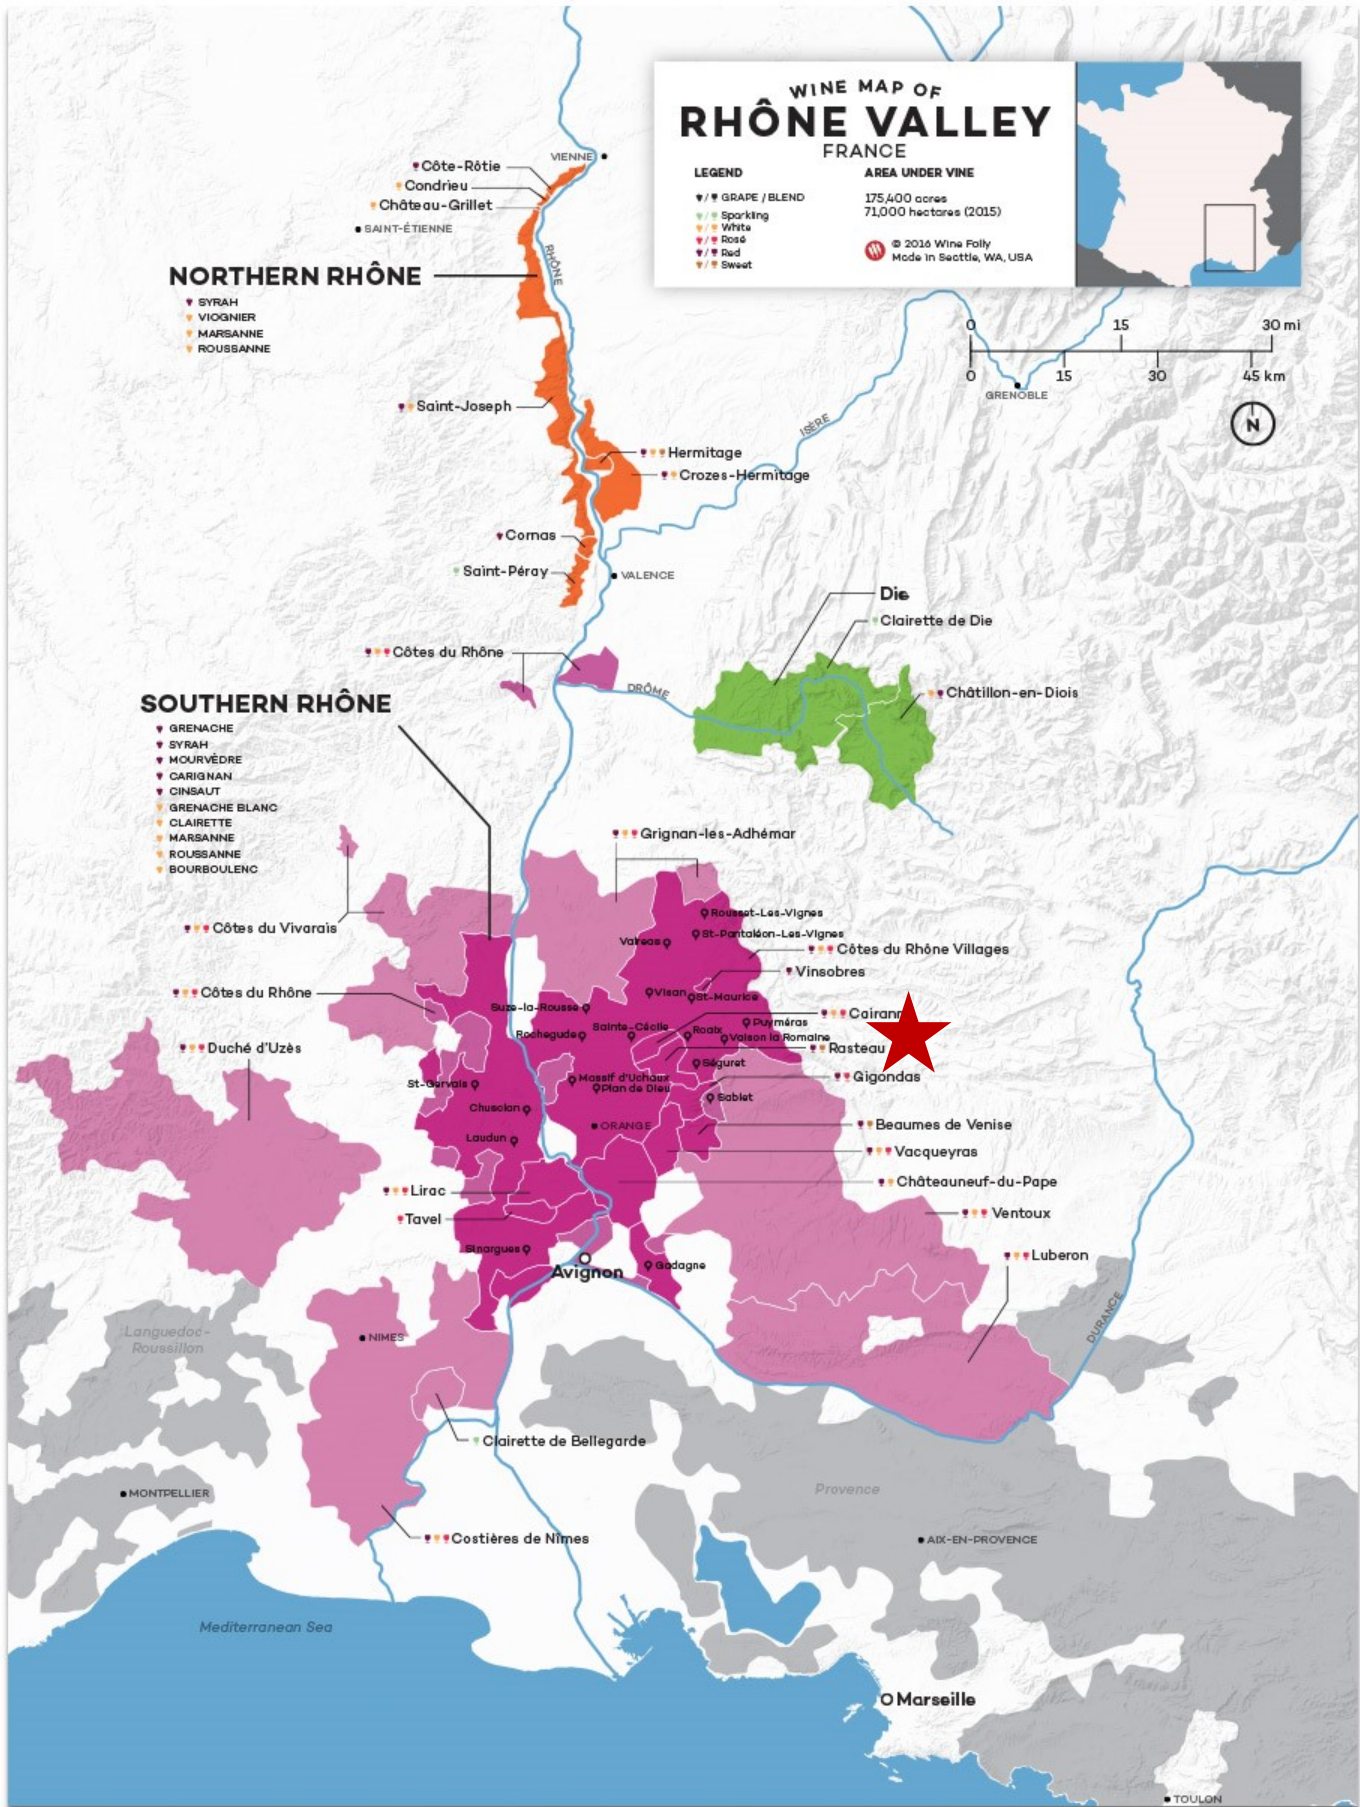 WINE MAP OF
RHÔNE VALLEY
FRANCE
LEGEND
/ GRAPE / BLEND
/ Sparkling
/ White
/ Rosé
/ Red
/ Sweet
AREA UNDER VINE
175,400 acres
71,000 hectares (2015)
© 2016 Wine Folly
Made in Seattle, WA, USA
0 15 30 mi
0 15 30 45 km
N
VIENNE
Côte-Rôtie
Condrieu
Château-Grillet
SAINT-ÉTIENNE
RHÔNE
NORTHERN RHÔNE
SYRAH
VIOGNIER
MARSANNE
ROUSSANNE
GRENOBLE
ISÈRE
Saint-Joseph
Hermitage
Crozes-Hermitage
Cornas
Saint-Péray
VALENCE
Die
Clairette de Die
Châtillon-en-Diois
Côtes du Rhône
DRÔME
SOUTHERN RHÔNE
GRENACHE
SYRAH
MOURVÈDRE
CARIGNAN
CINSAUT
GRENACHE BLANC
CLAIRETTE
MARSANNE
ROUSSANNE
BOURBOULENC
Grignan-les-Adhémar
Côtes du Vivarais
Rousset-Les-Vignes
St-Pantaléon-Les-Vignes
Valreas
Côtes du Rhône Villages
Vinsobres
Côtes du Rhône
Visan
St-Maurice
Suze-la-Rousse
Cairann
Puyméras
Rochegude
Sainte-Cécile
Roaix
Vaison la Romaine
Duché d'Uzès
Rasteau
Séguret
Gigondas
St-Gervais
Massif d'Uchaux
Plan de Dieu
Sablet
Chusclan
ORANGE
Beaumes de Venise
Laudun
Vacqueyras
Châteauneuf-du-Pape
Lirac
Tavel
Ventoux
Sinargues
Avignon
Gadagne
Luberon
DURANCE
Languedoc-
Roussillon
NIMES
Clairette de Bellegarde
MONTPELLIER
Provence
Costières de Nîmes
AIX-EN-PROVENCE
Mediterranean Sea
Marseille
TOULON